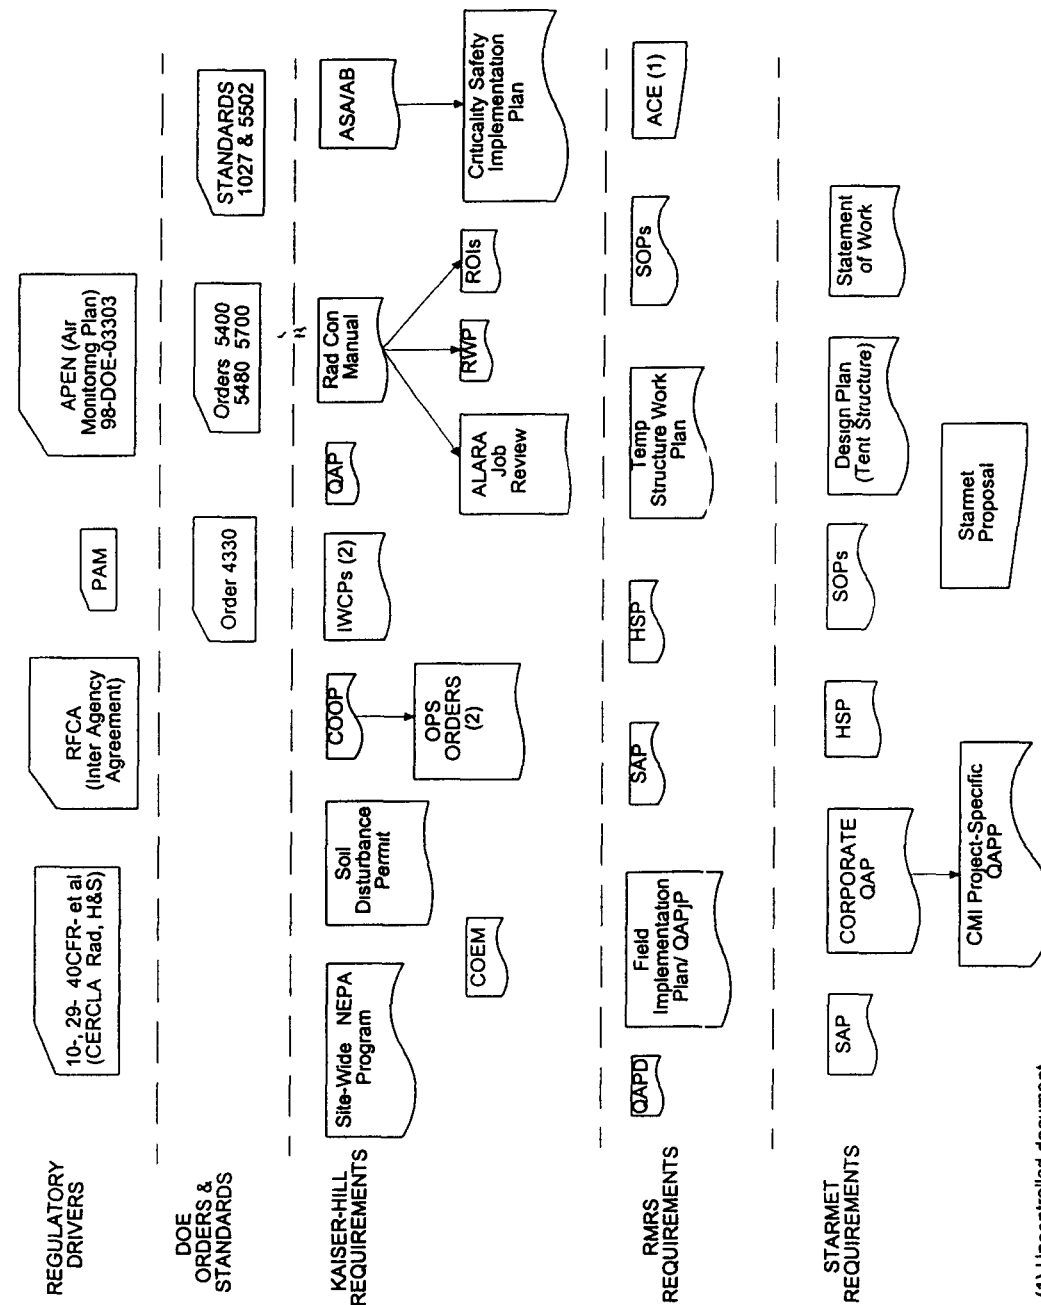 REGULATORY
DRIVERS
10-, 29- 40CFR- et al
(CERCLA Rad, H&S)
RFCA
(Inter Agency
Agreement)
PAM
APEN (Air
Monitoring Plan)
98-DOE-03303
DOE
ORDERS &
STANDARDS
Order 4330
Orders 5400
5480 5700
STANDARDS
1027 & 5502
KAISER-HILL
REQUIREMENTS
Site-Wide NEPA
Program
Soil
Disturbance
Permit
COOP
IWCPs (2)
QAP
Rad Con
Manual
ASA/AB
COEM
OPS
ORDERS
(2)
ALARA
Job
Review
RWP
ROIs
Criticality Safety
Implementation
Plan
RMRS
REQUIREMENTS
QAPD
Field
Implementation
Plan/ QAPjP
SAP
HSP
Temp
Structure Work
Plan
SOPs
ACE (1)
STARMET
REQUIREMENTS
SAP
CORPORATE
QAP
HSP
SOPs
Design Plan
(Tent Structure)
Statement
of Work
CMI Project-Specific
QAPP
Starmet
Proposal
(1) Uncontrolled document